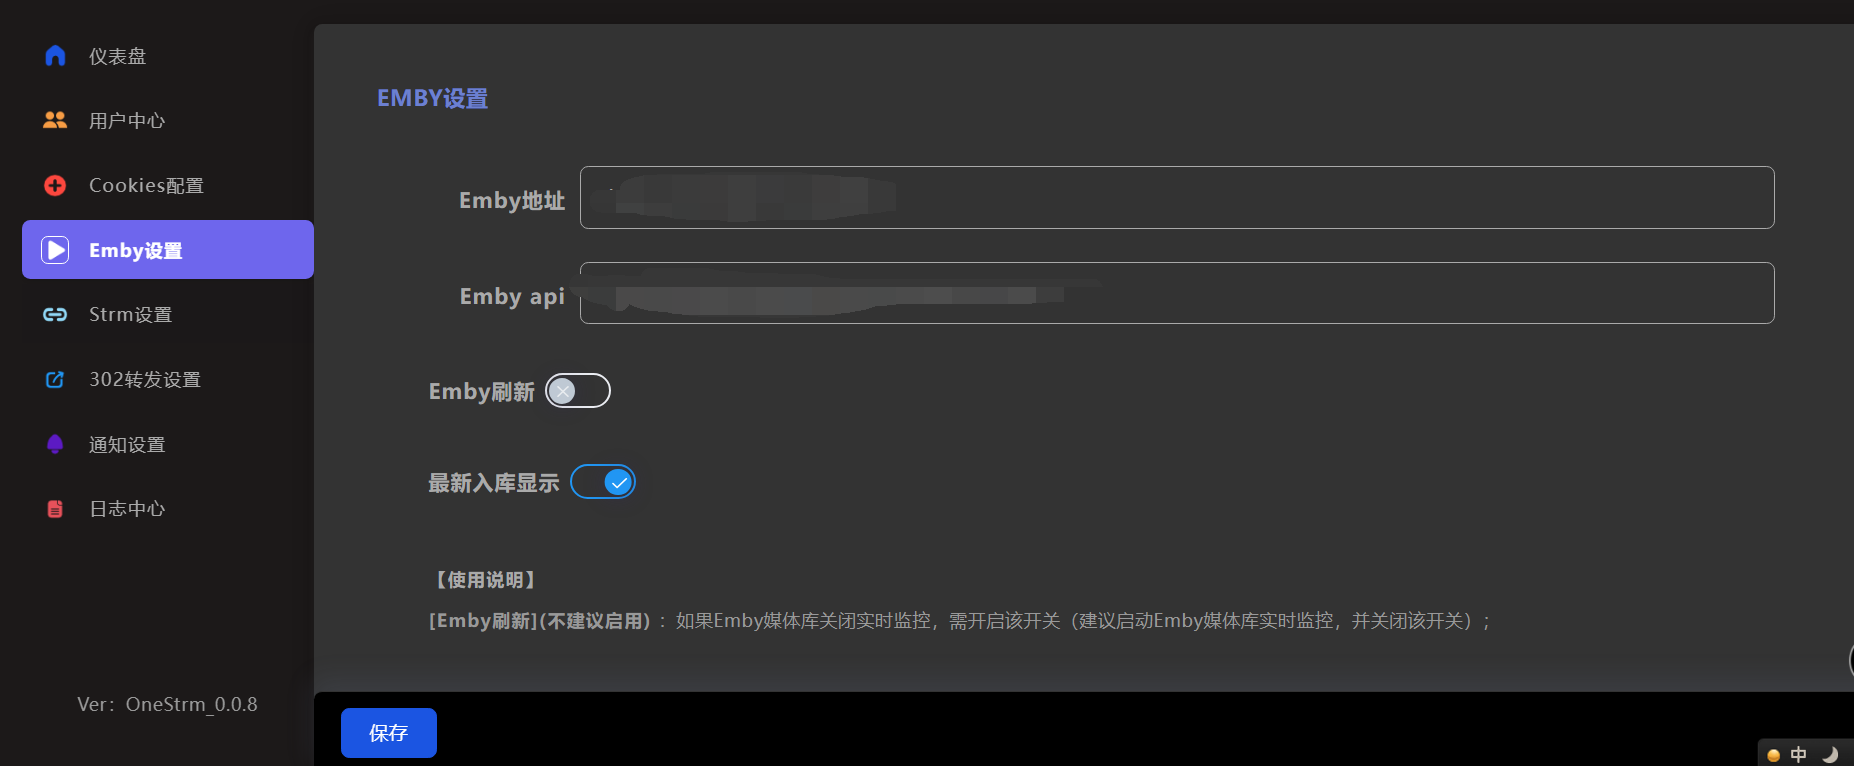 仪表盘
用户中心
Cookies配置
Emby设置
Strm设置
302转发设置
通知设置
日志中心
Ver：OneStrm_0.0.8
EMBY设置
Emby地址
Emby api
Emby刷新
最新入库显示
【使用说明】
[Emby刷新](不建议启用) ：如果Emby媒体库关闭实时监控，需开启该开关（建议启动Emby媒体库实时监控，并关闭该开关）;
保存
中